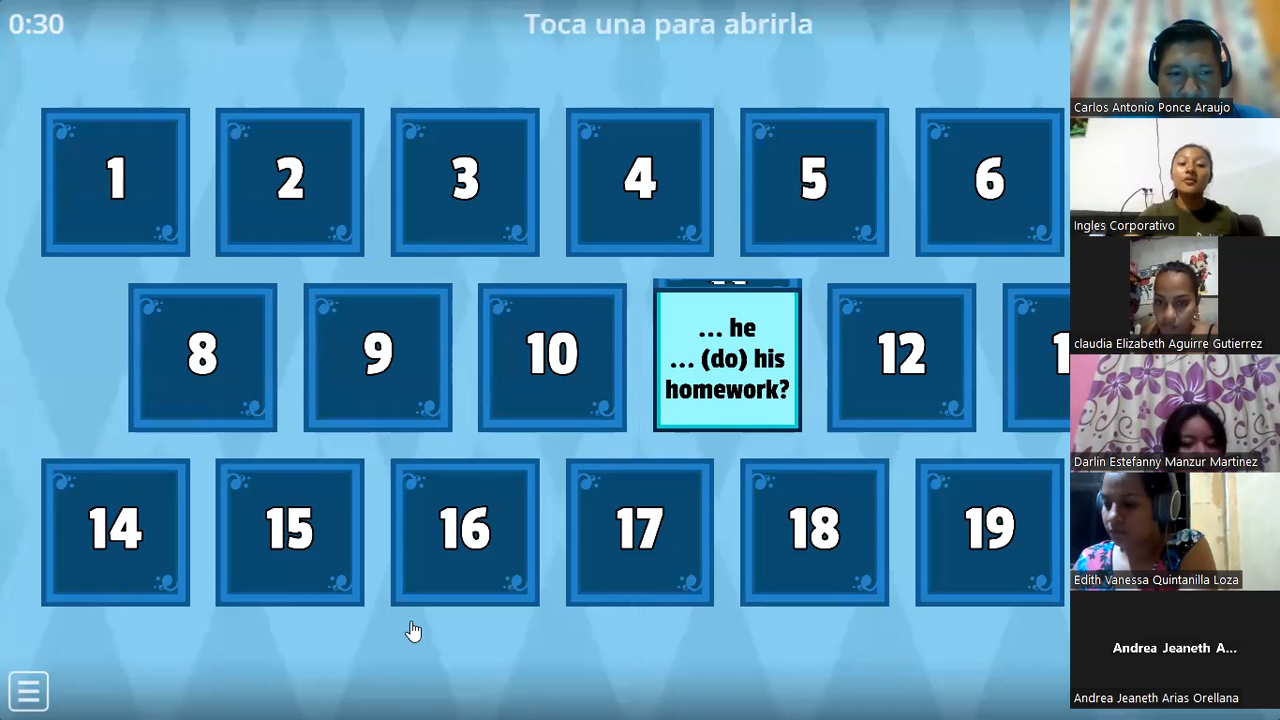 0:30
Toca una para abrirla
1
2
3
4
5
6
8
9
10
... he
... (do) his
homework?
12
14
15
16
17
18
19
Carlos Antonio Ponce Araujo
Ingles Corporativo
claudia Elizabeth Aguirre Gutierrez
Darlin Estefanny Manzur Martinez
Edith Vanessa Quintanilla Loza
Andrea Jeaneth A...
Andrea Jeaneth Arias Orellana